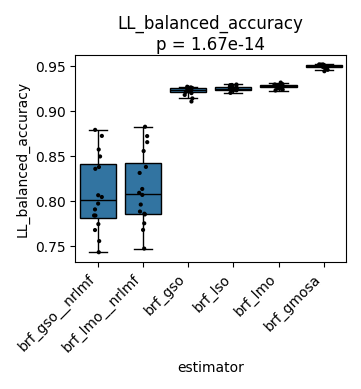 LL_balanced_accuracy
p = 1.67e-14
LL_balanced_accuracy
0.95
0.90
0.85
0.80
0.75
brf_gso__nrlmf
brf_lmo__nrlmf
brf_gso
brf_lso
brf_lmo
brf_gmosa
estimator